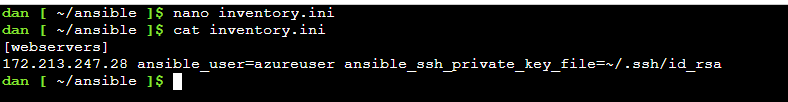 dan [ ~/ansible ]$ nano inventory.ini
dan [ ~/ansible ]$ cat inventory.ini
[webservers]
172.213.247.28 ansible_user=azureuser ansible_ssh_private_key_file=~/.ssh/id_rsa
dan [ ~/ansible ]$